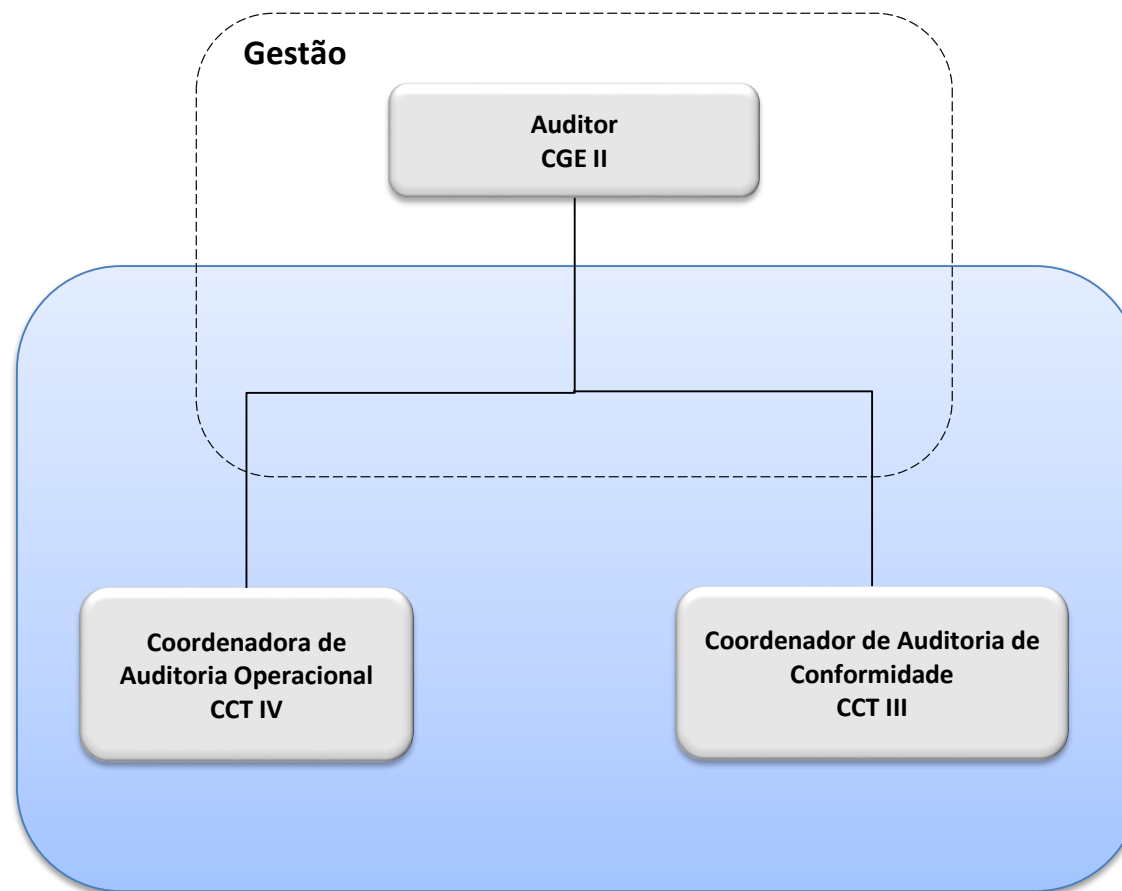 Gestão
Auditor
CGE II
Coordenadora de
Auditoria Operacional
CCT IV
Coordenador de Auditoria de
Conformidade
CCT III